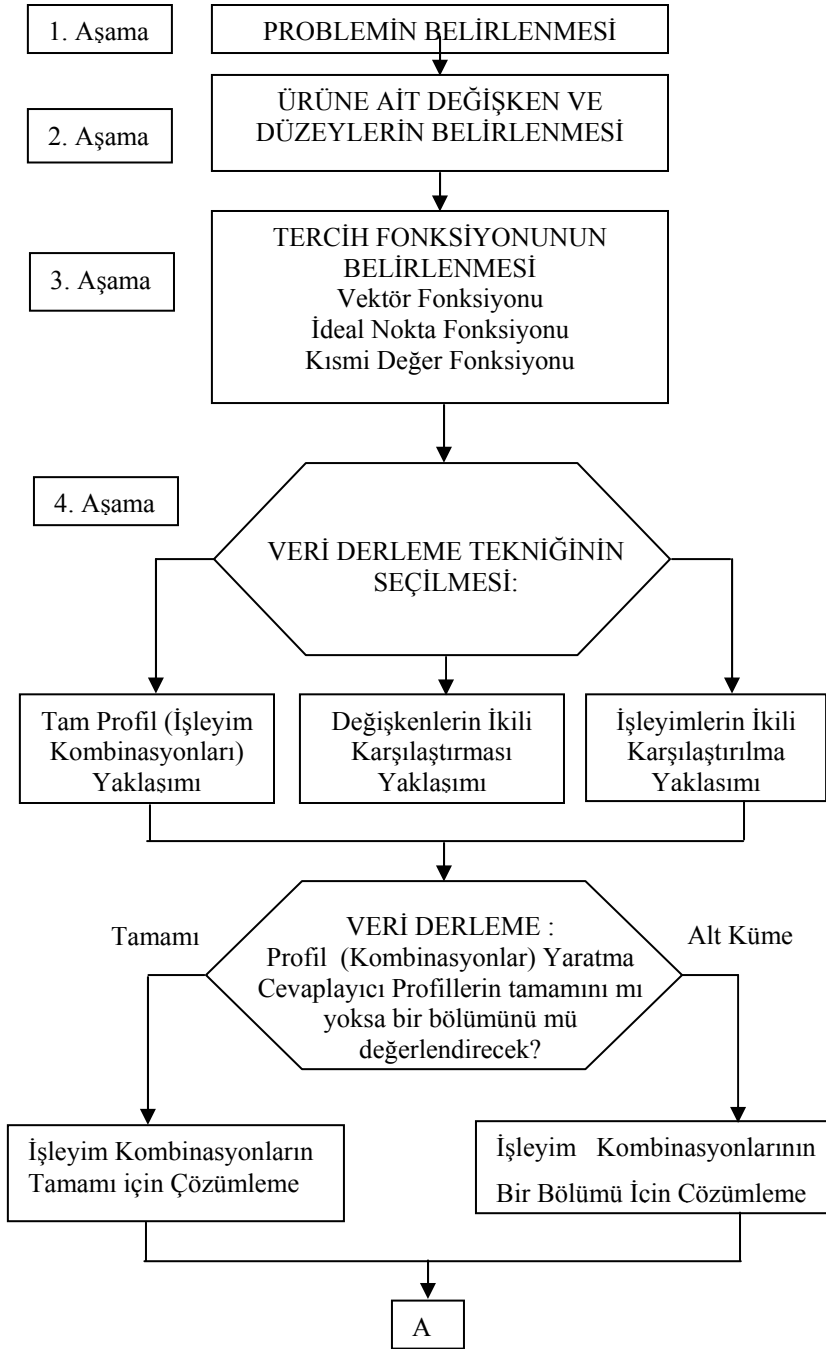 1. Aşama
PROBLEMİN BELİRLENMESİ
2. Aşama
ÜRÜNE AİT DEĞİŞKEN VE
DÜZEYLERİN BELİRLENMESİ
3. Aşama
TERCİH FONKSİYONUNUN
BELİRLENMESİ
Vektör Fonksiyonu
İdeal Nokta Fonksiyonu
Kısmi Değer Fonksiyonu
4. Aşama
VERİ DERLEME TEKNİĞİNİN
SEÇİLMESİ:
Tam Profil (İşleyim
Kombinasyonları)
Yaklaşımı
Değişkenlerin İkili
Karşılaştırması
Yaklaşımı
İşleyimlerin İkili
Karşılaştırılma
Yaklasımı
Tamamı
VERİ DERLEME :
Profil (Kombinasyonlar) Yaratma
Cevaplayıcı Profillerin tamamını mı
yoksa bir bölümünü mü
değerlendirecek?
Alt Küme
İşleyim Kombinasyonların
Tamamı için Çözümleme
İşleyim Kombinasyonlarının
Bir Bölümü İcin Cözümleme
A